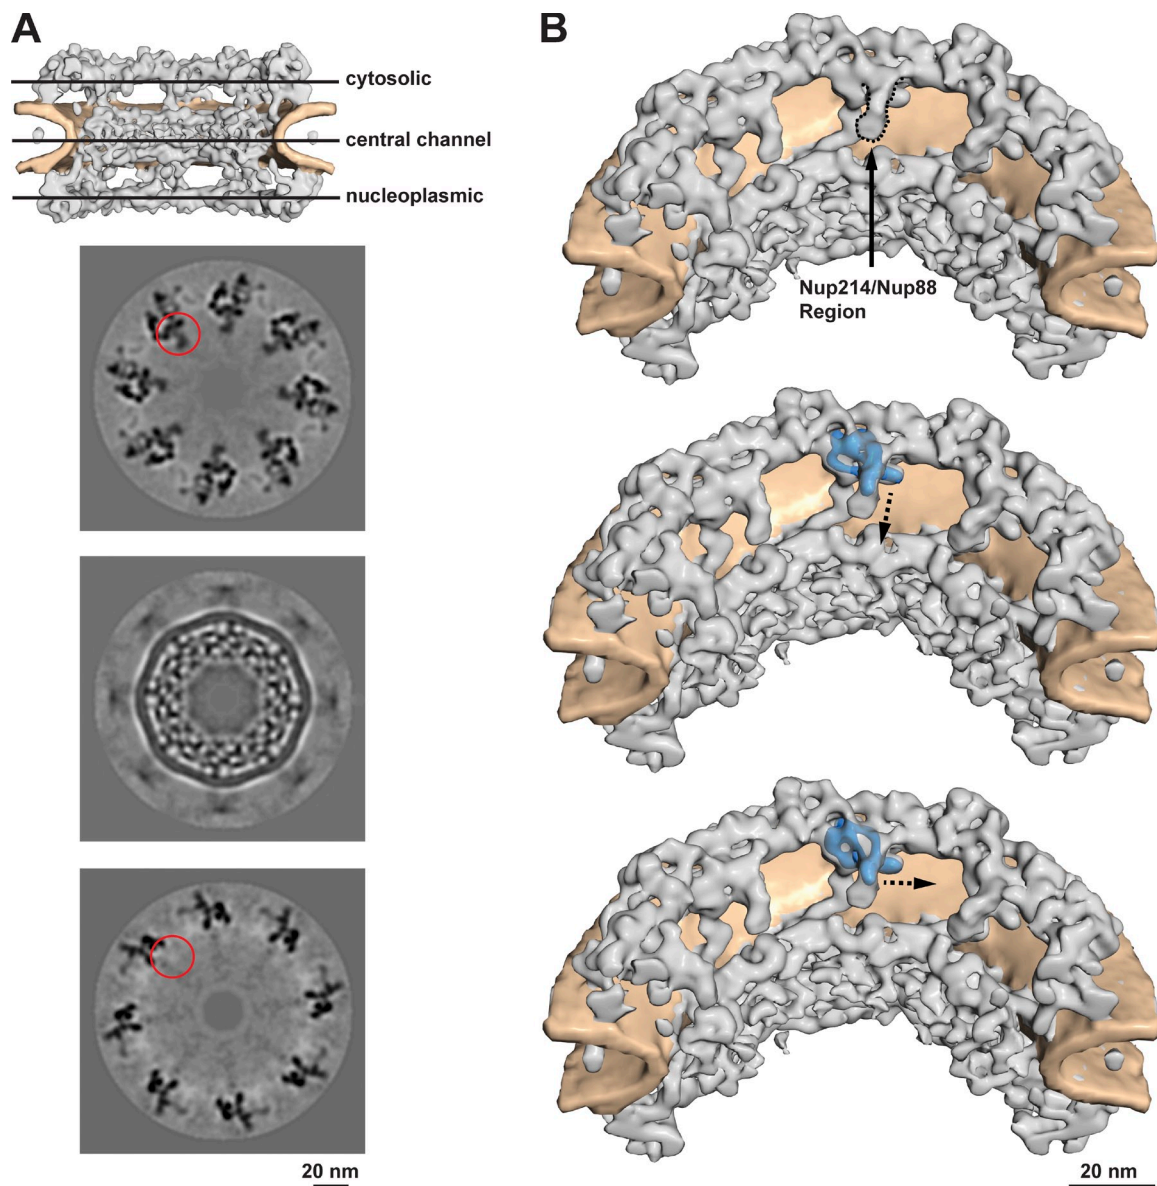 A
B
cytosolic
central channel
nucleoplasmic
Nup214/Nup88
Region
20 nm
20 nm